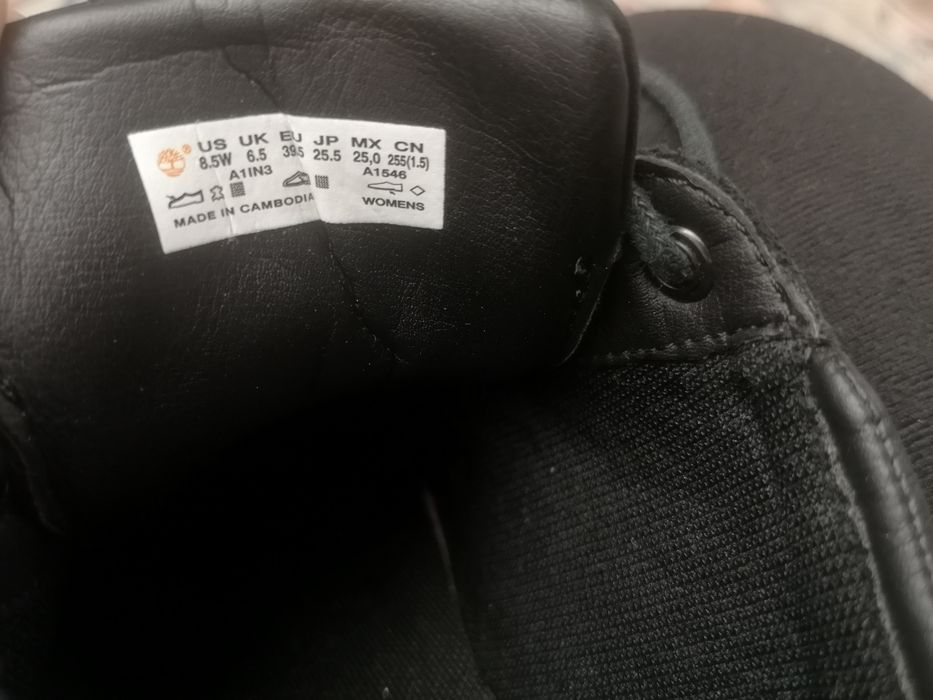 US UK EU JP MX CN
8.5W 6.5 39.5 25.5 25,0 255(1.5)
A1IN3 A1546
MADE IN CAMBODIA WOMENS